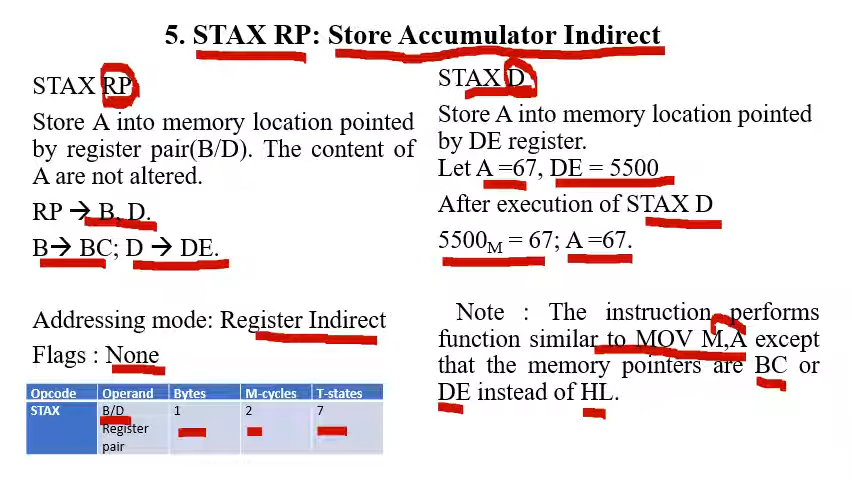 5. STAX RP: Store Accumulator Indirect
STAX RP
Store A into memory location pointed
by register pair(B/D). The content of
A are not altered.
RP → B, D.
B→ BC; D → DE.
Addressing mode: Register Indirect
Flags : None
Opcode Operand Bytes M-cycles T-states
STAX B/D 1 2 7
Register
pair
STAX D
Store A into memory location pointed
by DE register.
Let A =67, DE = 5500
After execution of STAX D
5500M = 67; A =67.
Note : The instruction performs
function similar to MOV M,A except
that the memory pointers are BC or
DE instead of HL.